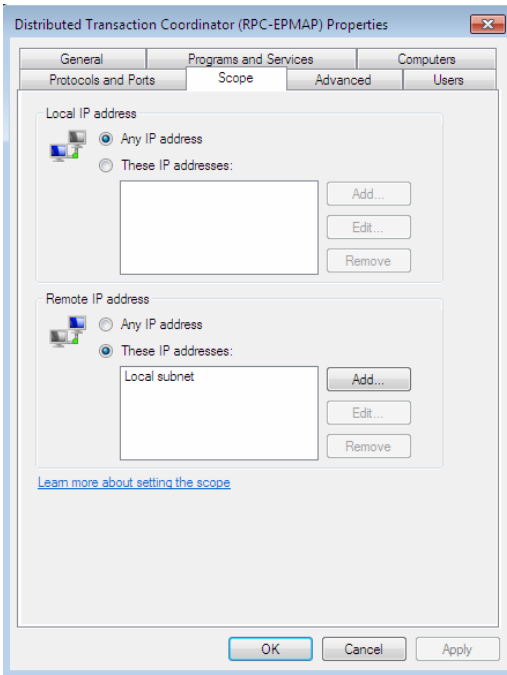 Distributed Transaction Coordinator (RPC-EPMAP) Properties
General Programs and Services Computers
Protocols and Ports Scope Advanced Users
Local IP address
Any IP address
These IP addresses:
Add...
Edit...
Remove
Remote IP address
Any IP address
These IP addresses:
Local subnet
Add...
Edit...
Remove
Learn more about setting the scope
OK Cancel Apply